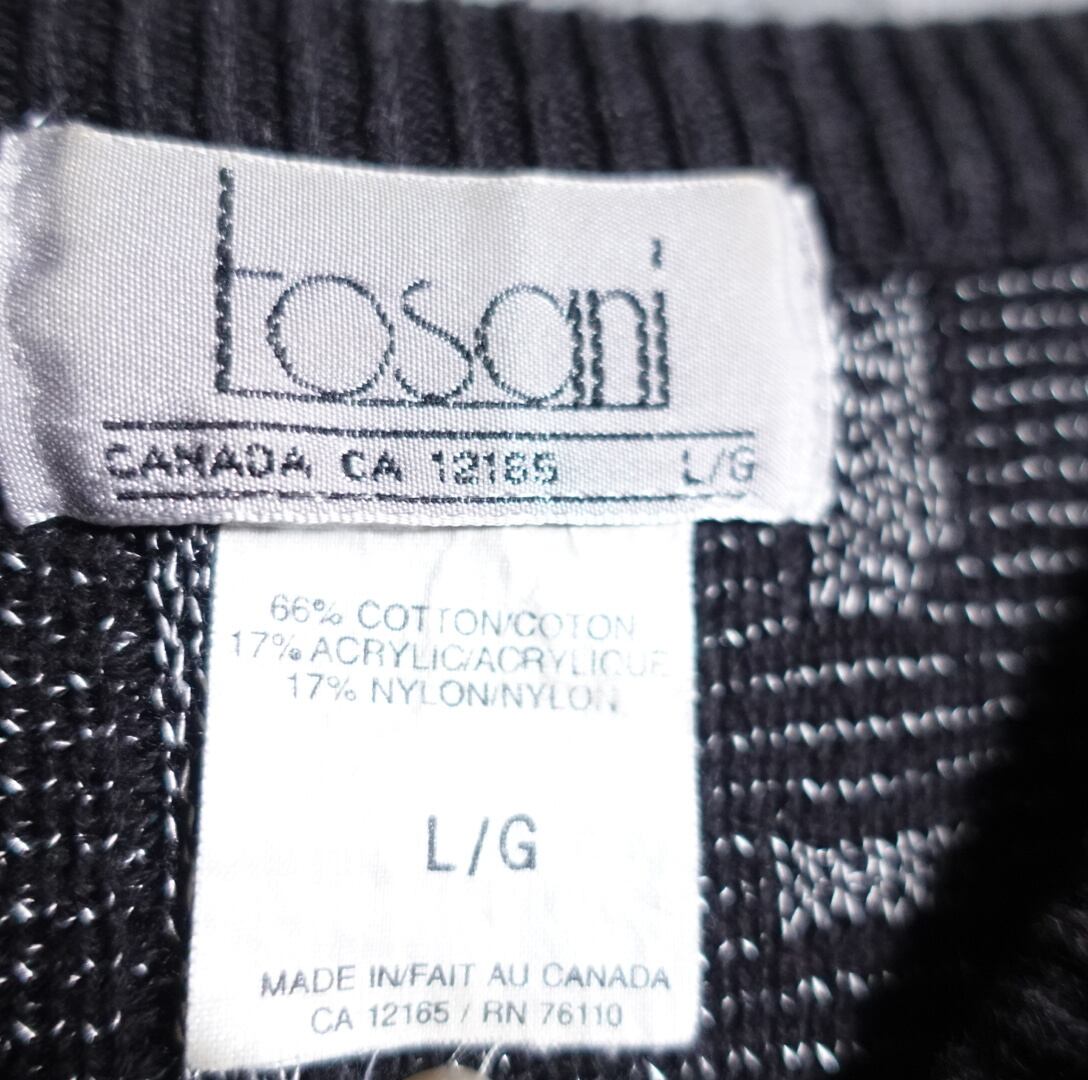 tosani
CANADA CA 12165 L/G
66% COTTON/COTON
17% ACRYLIC/ACRYLIQUE
17% NYLON/NYLON
L/G
MADE IN/FAIT AU CANADA
CA 12165 / RN 76110